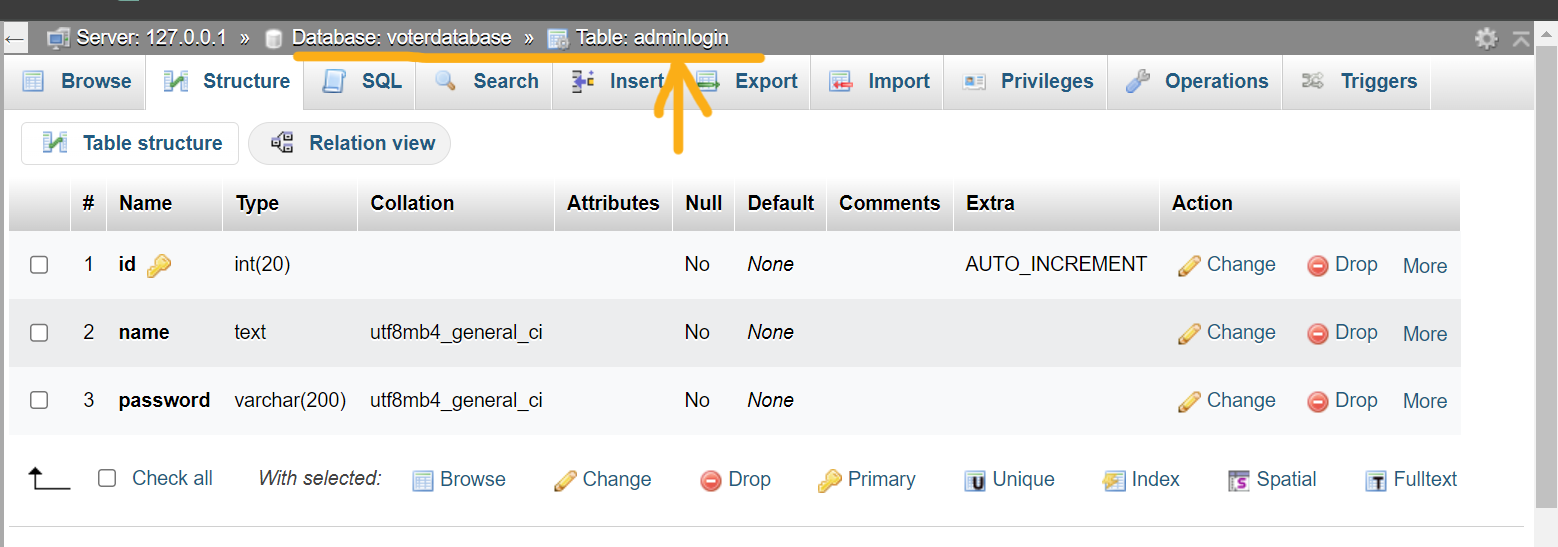 ← Server: 127.0.0.1 » Database: voterdatabase » Table: adminlogin
Browse Structure SQL Search Insert Export Import Privileges Operations Triggers
Table structure Relation view
# Name Type Collation Attributes Null Default Comments Extra Action
1 id int(20) No None AUTO_INCREMENT Change Drop More
2 name text utf8mb4_general_ci No None Change Drop More
3 password varchar(200) utf8mb4_general_ci No None Change Drop More
Check all With selected: Browse Change Drop Primary Unique Index Spatial Fulltext